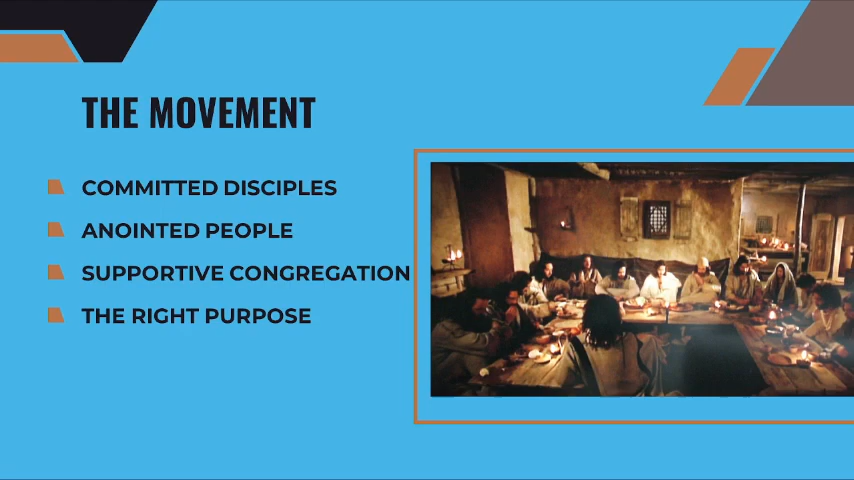 THE MOVEMENT
COMMITTED DISCIPLES
ANOINTED PEOPLE
SUPPORTIVE CONGREGATION
THE RIGHT PURPOSE